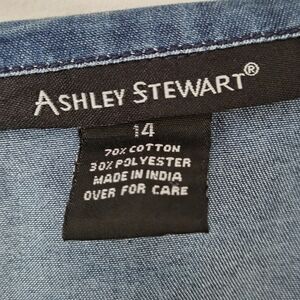 ASHLEY STEWART®
14
70% COTTON
30% POLYESTER
MADE IN INDIA
OVER FOR CARE